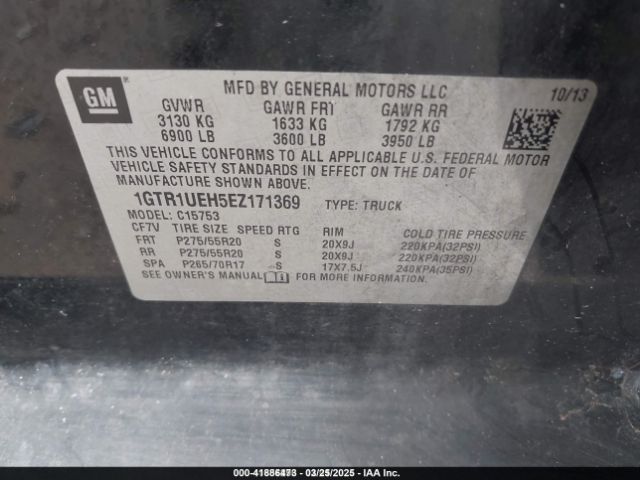 GM
MFD BY GENERAL MOTORS LLC
10/13
GVWR GAWR FRT GAWR RR
3130 KG 1633 KG 1792 KG
6900 LB 3600 LB 3950 LB
THIS VEHICLE CONFORMS TO ALL APPLICABLE U.S. FEDERAL MOTOR
VEHICLE SAFETY STANDARDS IN EFFECT ON THE DATE OF
MANUFACTURE SHOWN ABOVE.
1GTR1UEH5EZ171369 TYPE: TRUCK
MODEL: C15753
CF7V TIRE SIZE SPEED RTG RIM COLD TIRE PRESSURE
FRT P275/55R20 S 20X9J 220KPA(32PSI)
RR P275/55R20 S 20X9J 220KPA(32PSI)
SPA P265/70R17 S 17X7.5J 240KPA(35PSI)
SEE OWNER'S MANUAL FOR ADDITIONAL INFORMATION.
- 03/25/2025 - IAA Inc.